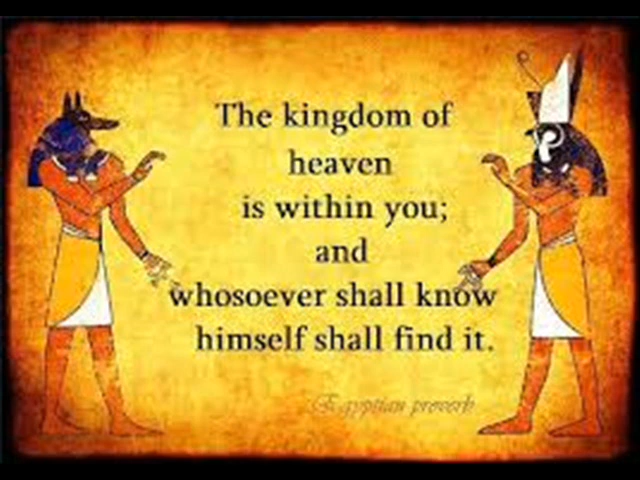 The kingdom of
heaven
is within you;
and
whosoever shall know
himself shall find it.
Egyptian proverb